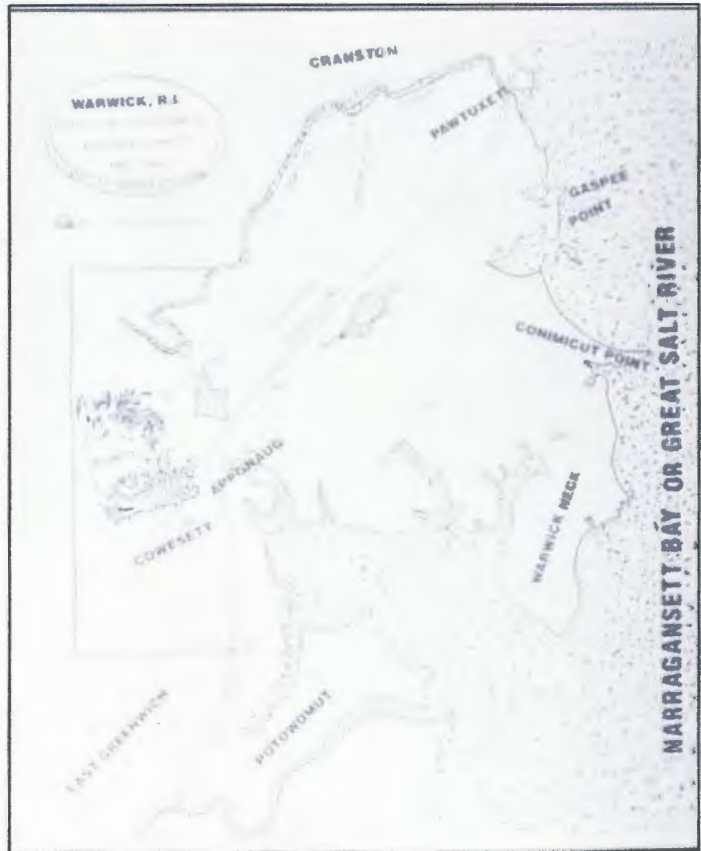 CRANSTON
WARWICK, R.I.
PAWTUXET
GASPEE
POINT
CONIMICUT POINT
NARRAGANSETT BAY OR GREAT SALT RIVER
APPONAUG
COWESETT
WARWICK NECK
EAST GREENWICH
POTOWOMUT